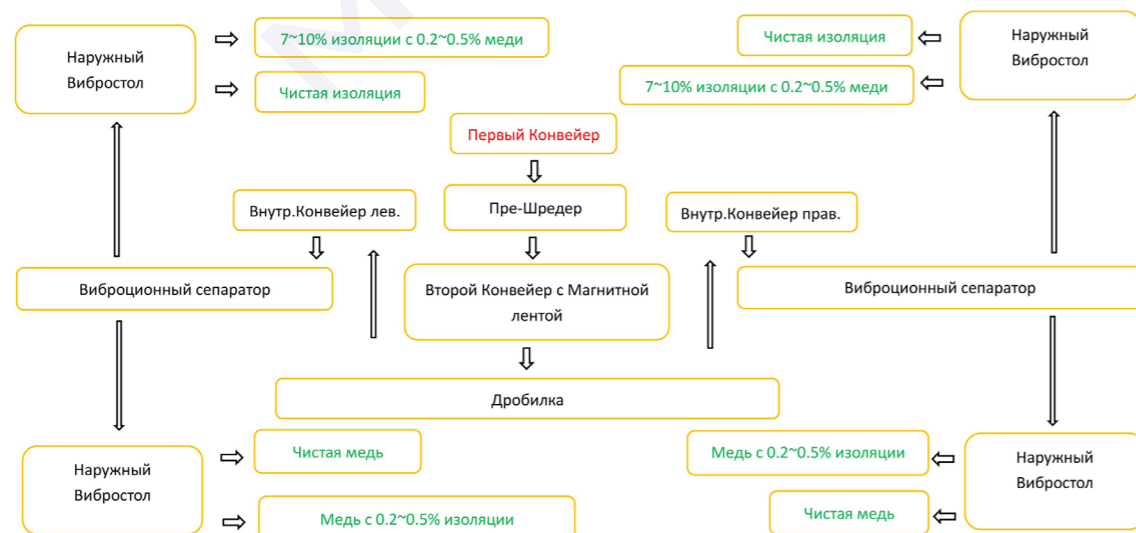 Наружный
Вибростол
7~10% изоляции с 0.2~0.5% меди
Чистая изоляция
Чистая изоляция
7~10% изоляции с 0.2~0.5% меди
Наружный
Вибростол
Первый Конвейер
Внутр.Конвейер лев.
Пре-Шредер
Внутр.Конвейер прав.
Виброционный сепаратор
Второй Конвейер с Магнитной
лентой
Виброционный сепаратор
Дробилка
Наружный
Вибростол
Чистая медь
Медь с 0.2~0.5% изоляции
Медь с 0.2~0.5% изоляции
Чистая медь
Наружный
Вибростол